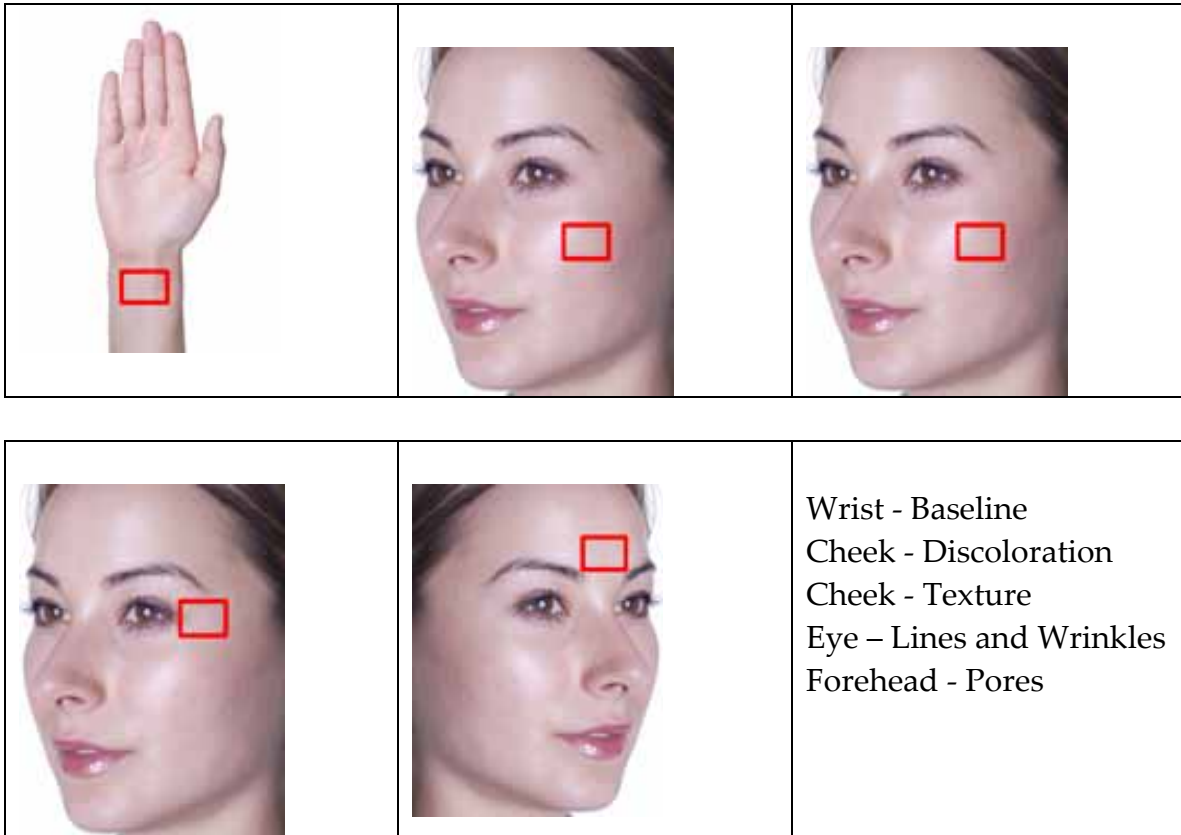 Wrist - Baseline
Cheek - Discoloration
Cheek - Texture
Eye – Lines and Wrinkles
Forehead - Pores